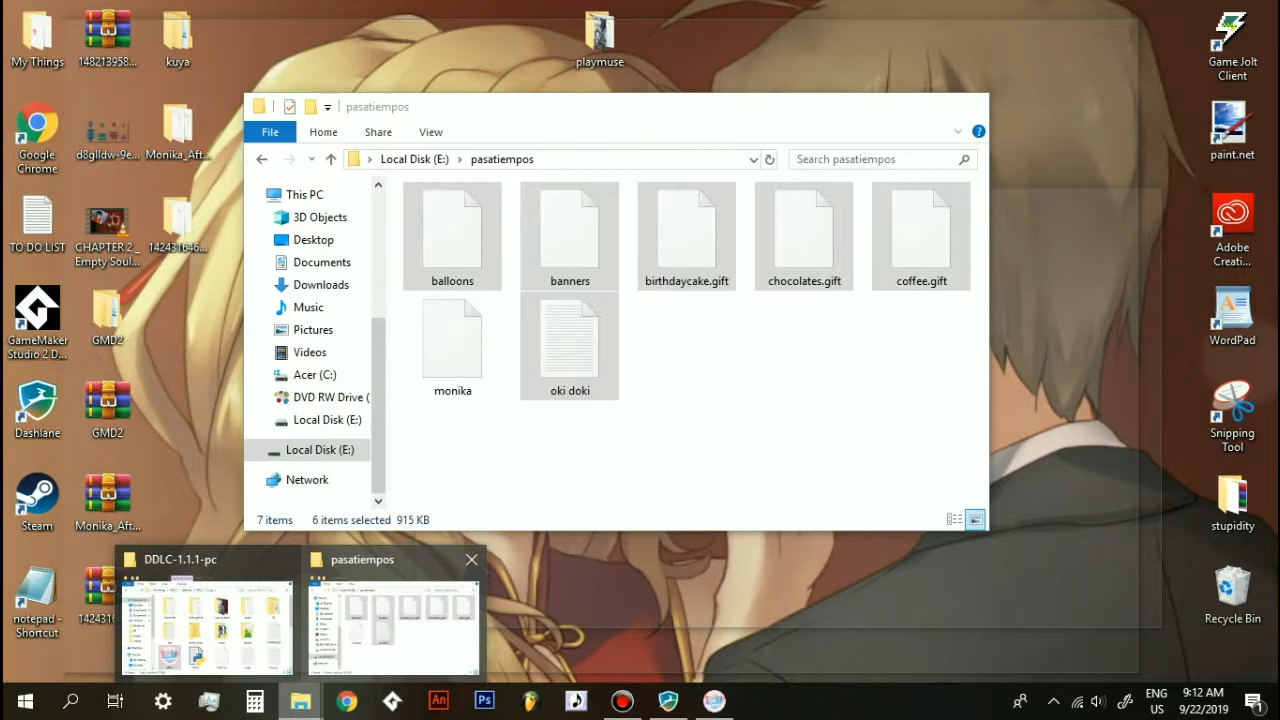 My Things
148213958...
kuya
playmuse
Game Jolt
Client
Google
Chrome
d8glldw-9e...
Monika_Aft...
paint.net
TO DO LIST
CHAPTER 2 _
Empty Soul...
142431646...
Adobe
Creati...
GameMaker
Studio 2 D...
GMD2
WordPad
Dashlane
GMD2
Snipping
Tool
Steam
Monika_Aft...
stupidity
notepad -
Shortcut
Recycle Bin
pasatiempos
File
Home
Share
View
Local Disk (E:)
pasatiempos
Search pasatiempos
This PC
3D Objects
Desktop
Documents
Downloads
Music
Pictures
Videos
Acer (C:)
DVD RW Drive (
Local Disk (E:)
Local Disk (E:)
Network
balloons
banners
birthdaycake.gift
chocolates.gift
coffee.gift
monika
oki doki
7 items
6 items selected 915 KB
DDLC-1.1.1-pc
pasatiempos
An
Ps
ENG
US
9:12 AM
9/22/2019
1